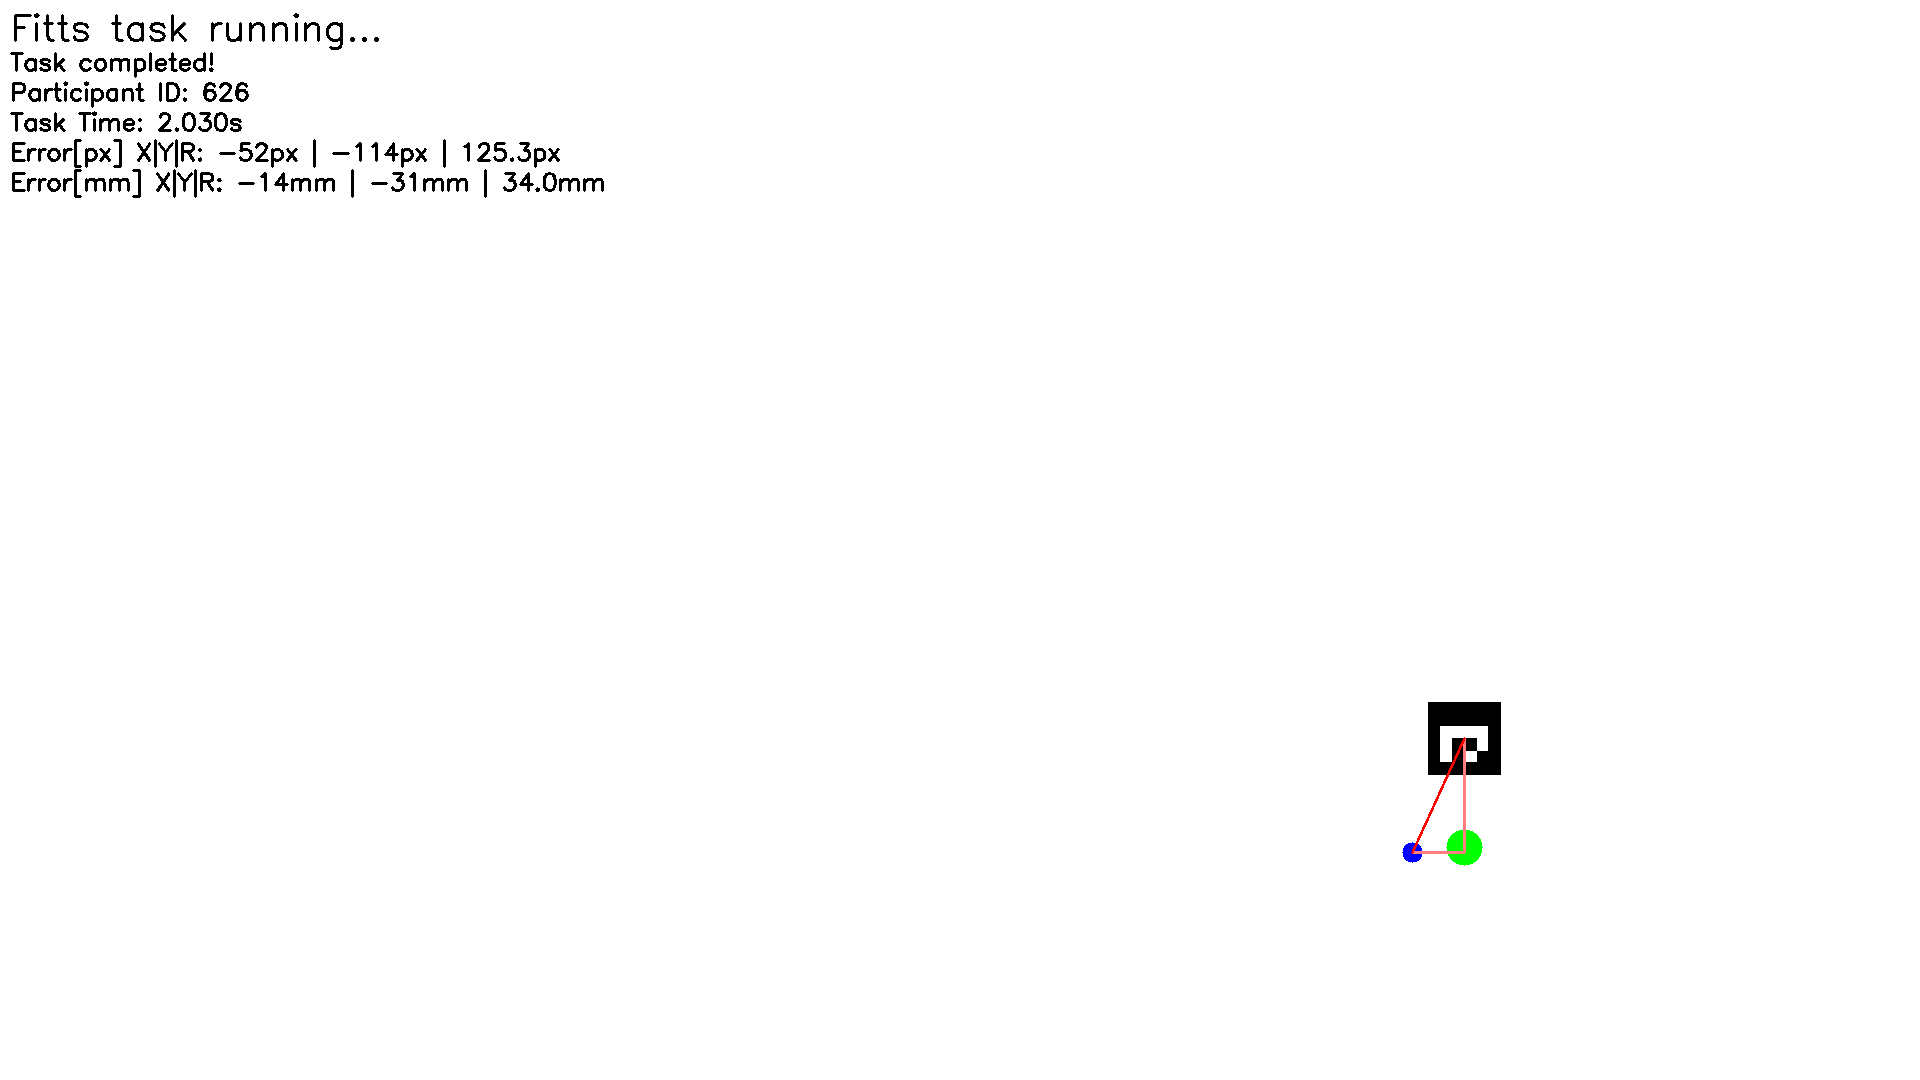 Fitts task running...
Task completed!
Participant ID: 626
Task Time: 2.030s
Error[px] X|Y|R: -52px | -114px | 125.3px
Error[mm] X|Y|R: -14mm | -31mm | 34.0mm